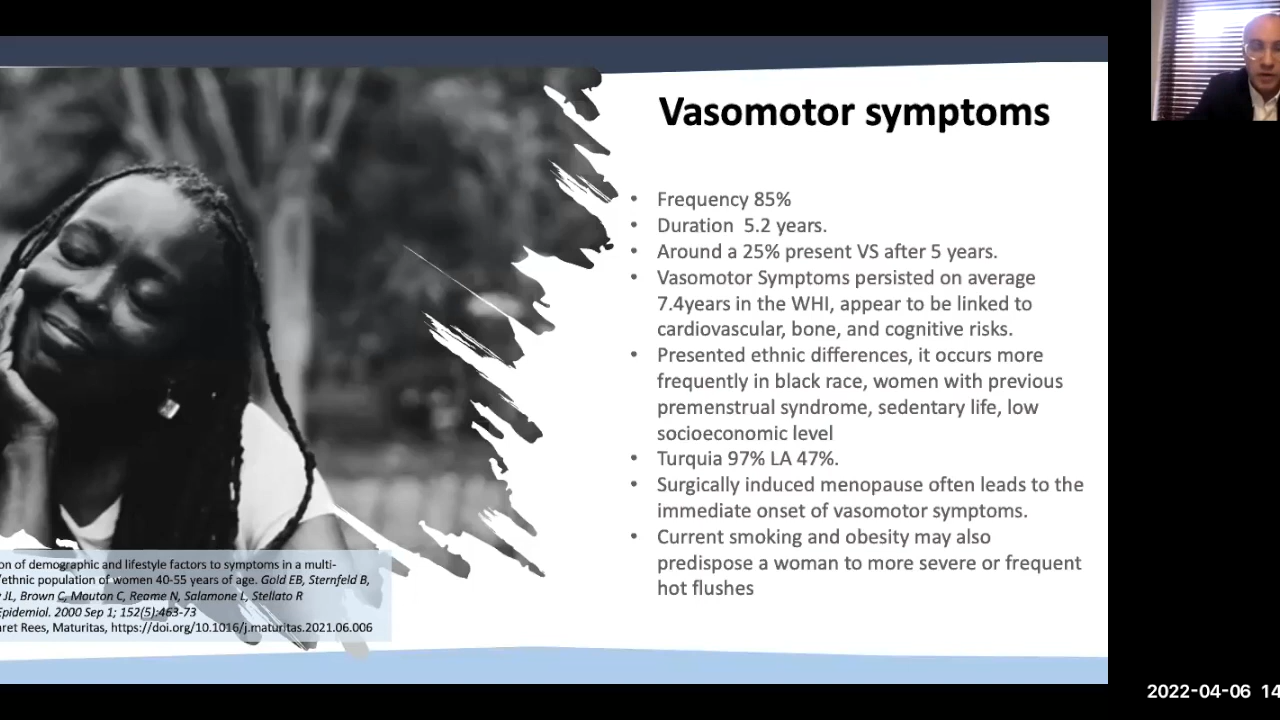 Vasomotor symptoms
• Frequency 85%
• Duration 5.2 years.
• Around a 25% present VS after 5 years.
• Vasomotor Symptoms persisted on average
7.4years in the WHI, appear to be linked to
cardiovascular, bone, and cognitive risks.
• Presented ethnic differences, it occurs more
frequently in black race, women with previous
premenstrual syndrome, sedentary life, low
socioeconomic level
• Turquia 97% LA 47%.
• Surgically induced menopause often leads to the
immediate onset of vasomotor symptoms.
• Current smoking and obesity may also
predispose a woman to more severe or frequent
hot flushes
on of demographic and lifestyle factors to symptoms in a multi-
/ethnic population of women 40-55 years of age. Gold EB, Sternfeld B,
JL, Brown C, Mouton C, Reame N, Salamone L, Stellato R
Epidemiol. 2000 Sep 1; 152(5):463-73
ret Rees, Maturitas, https://doi.org/10.1016/j.maturitas.2021.06.006
2022-04-06 14